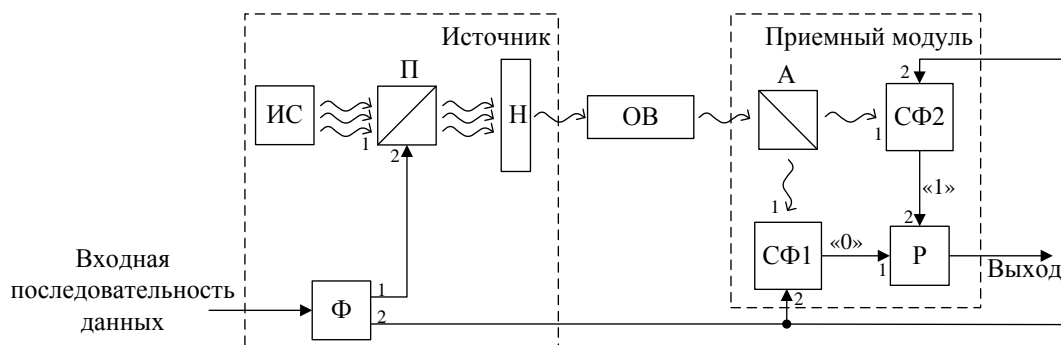 Источник
Приемный модуль
П
А
2
ИС
1
2
Н
ОВ
1
СФ2
«1»
1
2
СФ1
«0»
1
Р
2
Выход
Входная
последовательность
данных
Ф
1
2